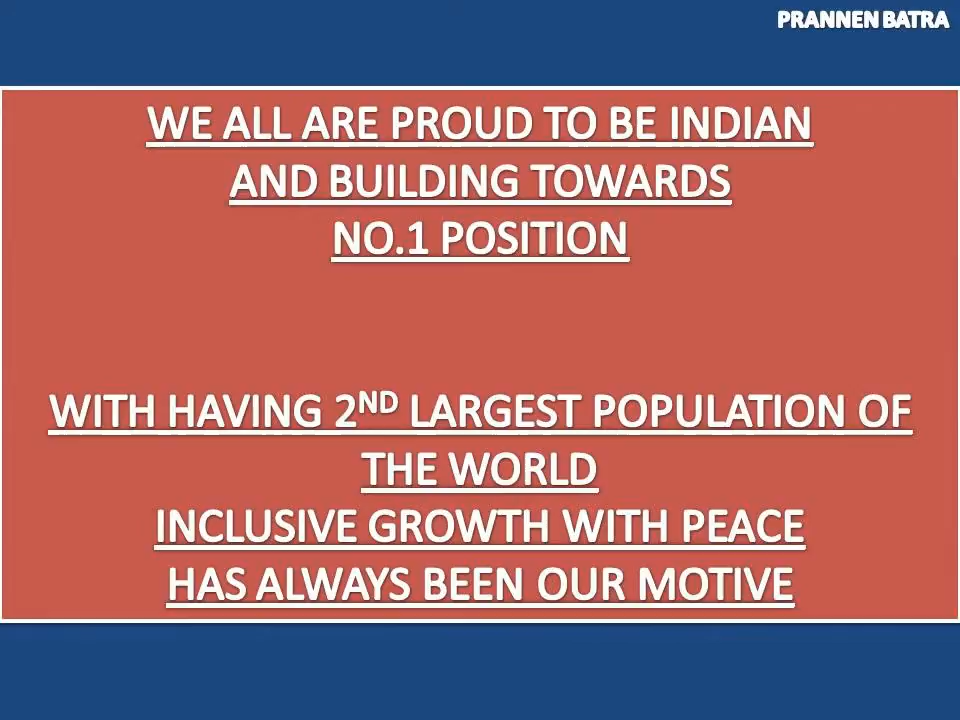 PRANNEN BATRA
WE ALL ARE PROUD TO BE INDIAN
AND BUILDING TOWARDS
NO.1 POSITION
WITH HAVING 2ND LARGEST POPULATION OF
THE WORLD
INCLUSIVE GROWTH WITH PEACE
HAS ALWAYS BEEN OUR MOTIVE